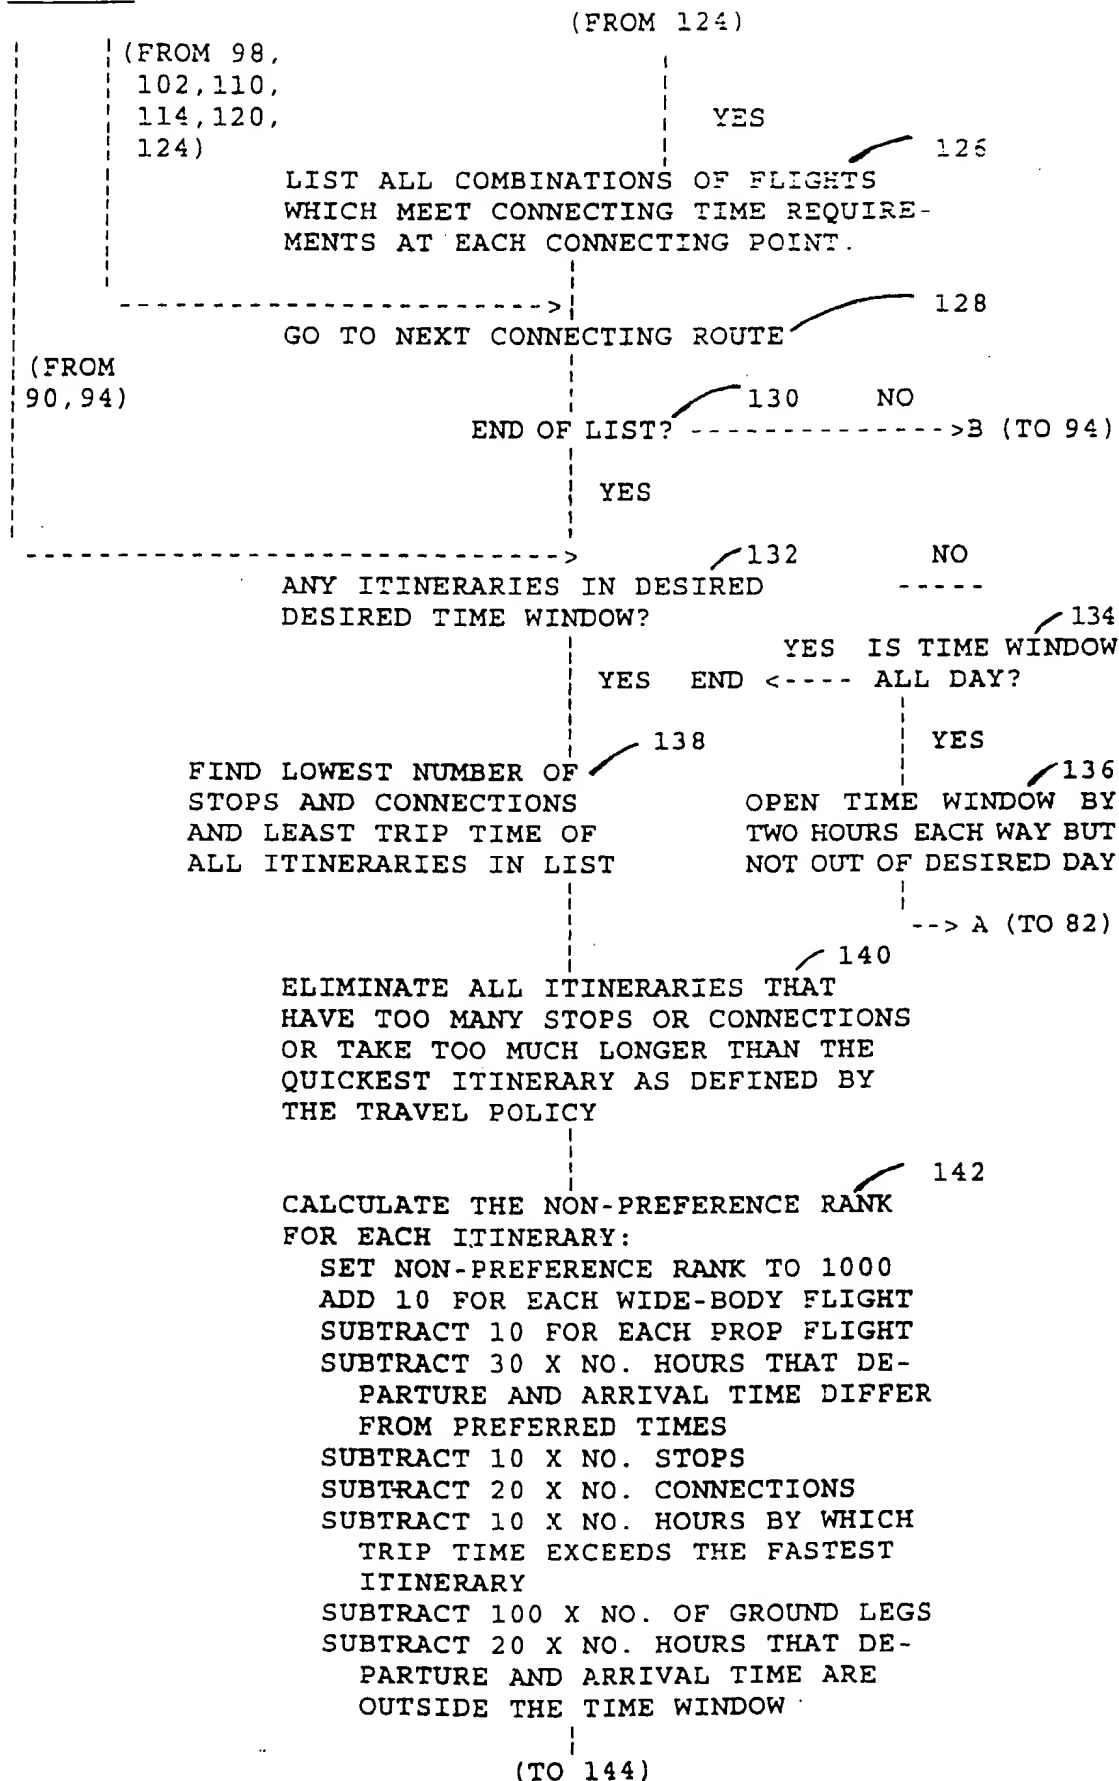 (FROM 124)
(FROM 98,
102,110,
114,120,
124)
YES
126
LIST ALL COMBINATIONS OF FLIGHTS
WHICH MEET CONNECTING TIME REQUIRE-
MENTS AT EACH CONNECTING POINT.
128
GO TO NEXT CONNECTING ROUTE
(FROM
90,94)
130 NO
END OF LIST? --------------->B (TO 94)
YES
132 NO
ANY ITINERARIES IN DESIRED
DESIRED TIME WINDOW?
134
YES IS TIME WINDOW
YES END <---- ALL DAY?
138 YES
136
FIND LOWEST NUMBER OF
STOPS AND CONNECTIONS
AND LEAST TRIP TIME OF
ALL ITINERARIES IN LIST
OPEN TIME WINDOW BY
TWO HOURS EACH WAY BUT
NOT OUT OF DESIRED DAY
--> A (TO 82)
140
ELIMINATE ALL ITINERARIES THAT
HAVE TOO MANY STOPS OR CONNECTIONS
OR TAKE TOO MUCH LONGER THAN THE
QUICKEST ITINERARY AS DEFINED BY
THE TRAVEL POLICY
142
CALCULATE THE NON-PREFERENCE RANK
FOR EACH ITINERARY:
SET NON-PREFERENCE RANK TO 1000
ADD 10 FOR EACH WIDE-BODY FLIGHT
SUBTRACT 10 FOR EACH PROP FLIGHT
SUBTRACT 30 X NO. HOURS THAT DE-
PARTURE AND ARRIVAL TIME DIFFER
FROM PREFERRED TIMES
SUBTRACT 10 X NO. STOPS
SUBTRACT 20 X NO. CONNECTIONS
SUBTRACT 10 X NO. HOURS BY WHICH
TRIP TIME EXCEEDS THE FASTEST
ITINERARY
SUBTRACT 100 X NO. OF GROUND LEGS
SUBTRACT 20 X NO. HOURS THAT DE-
PARTURE AND ARRIVAL TIME ARE
OUTSIDE THE TIME WINDOW
(TO 144)